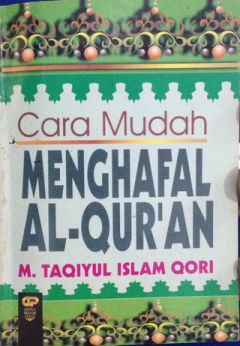 Cara Mudah
MENGHAFAL
AL-QUR'AN
M. TAQIYUL ISLAM QORI